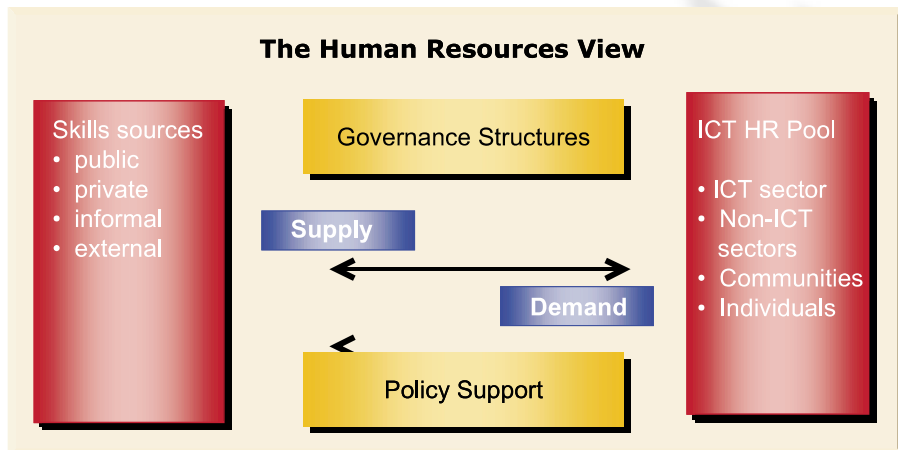 The Human Resources View
Skills sources
• public
• private
• informal
• external
Governance Structures
Supply
Demand
Policy Support
ICT HR Pool
• ICT sector
• Non-ICT
sectors
• Communities
• Individuals